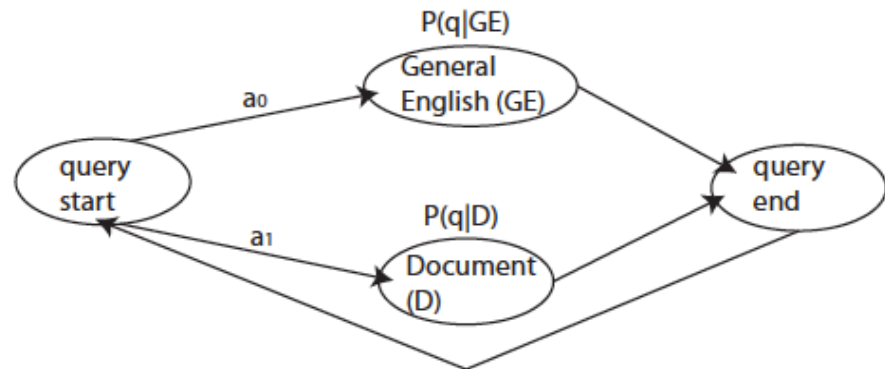 P(q|GE)
General
English (GE)
a0
query
start
query
end
P(q|D)
a1
Document
(D)